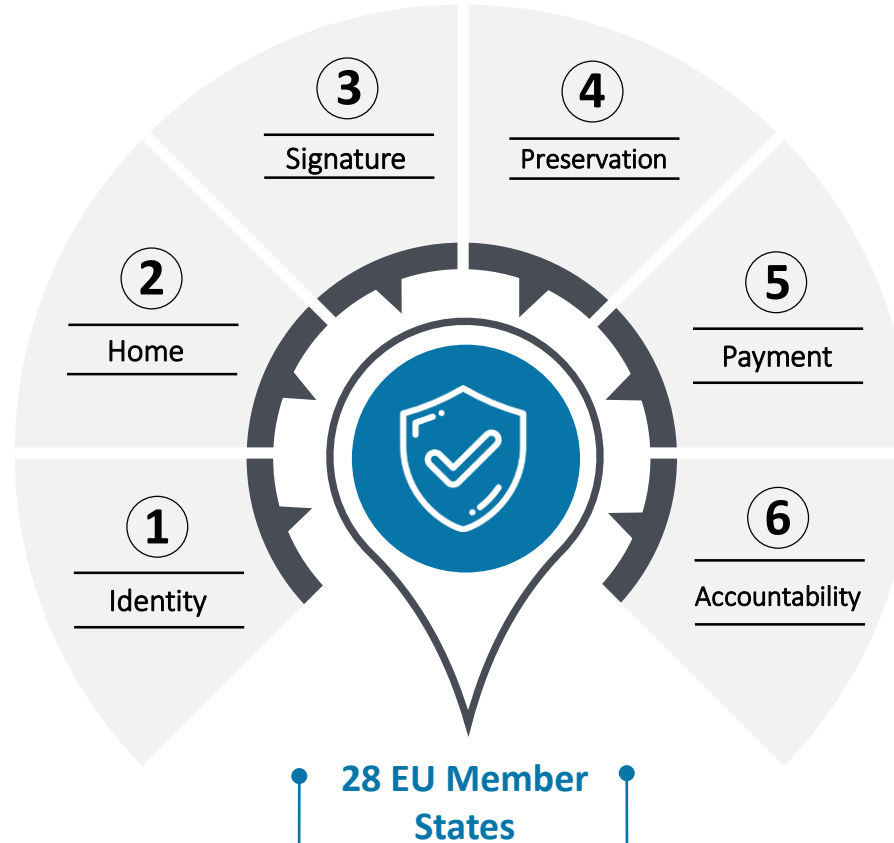 1
Identity
2
Home
3
Signature
4
Preservation
5
Payment
6
Accountability
28 EU Member
States